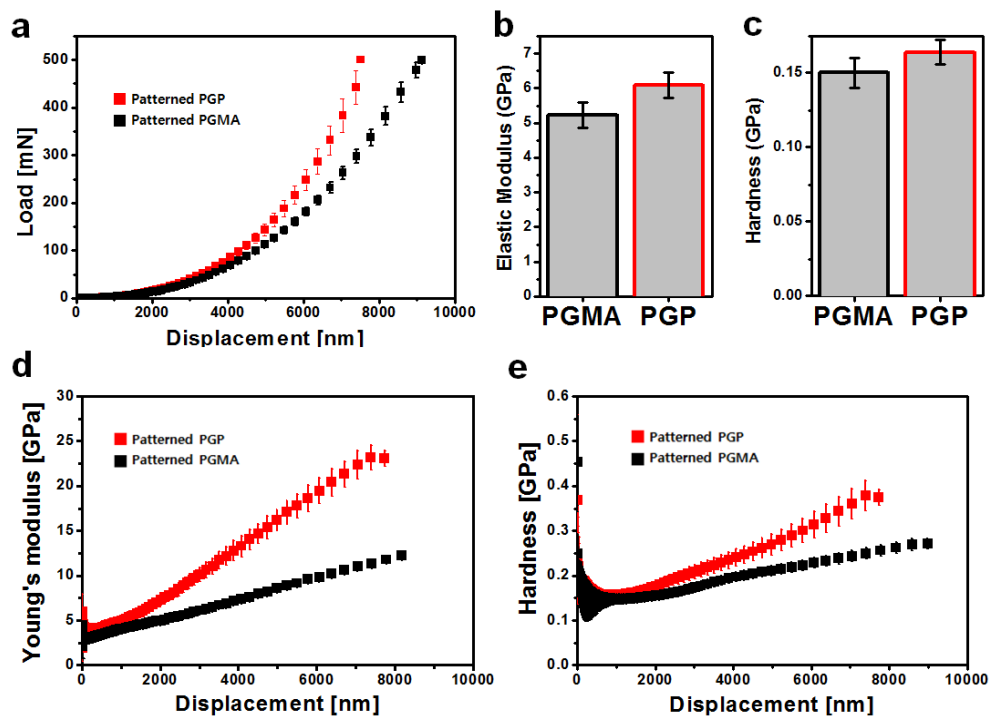 a
500
400
300
200
100
0
Load [mN]
Patterned PGP
Patterned PGMA
0 2000 4000 6000 8000 10000
Displacement [nm]
b
7
6
5
4
3
2
1
0
Elastic Modulus (GPa)
PGMA PGP
c
0.15
0.10
0.05
0.00
Hardness (GPa)
PGMA PGP
d
30
25
20
15
10
5
0
Young's modulus [GPa]
Patterned PGP
Patterned PGMA
0 2000 4000 6000 8000 10000
Displacement [nm]
e
0.6
0.5
0.4
0.3
0.2
0.1
0.0
Hardness [GPa]
Patterned PGP
Patterned PGMA
0 2000 4000 6000 8000 10000
Displacement [nm]